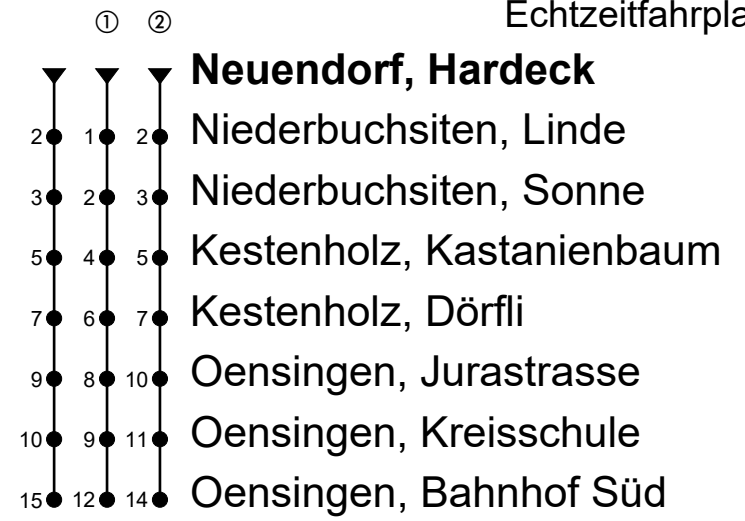 ① ② Echtzeitfahrpla
Neuendorf, Hardeck
2 1 2 Niederbuchsiten, Linde
3 2 3 Niederbuchsiten, Sonne
5 4 5 Kestenholz, Kastanienbaum
7 6 7 Kestenholz, Dörfli
9 8 10 Oensingen, Jurastrasse
10 9 11 Oensingen, Kreisschule
15 12 14 Oensingen, Bahnhof Süd